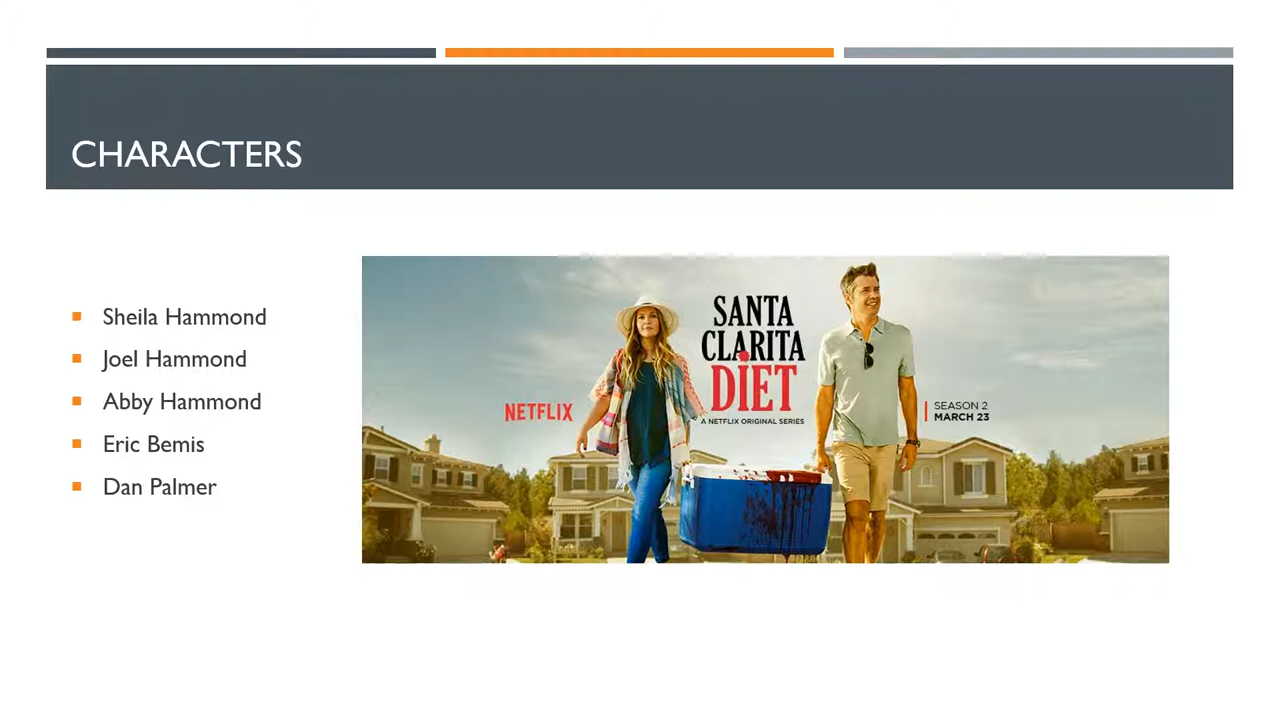 CHARACTERS
Sheila Hammond
Joel Hammond
Abby Hammond
Eric Bemis
Dan Palmer
SANTA
CLARITA
DIET
A NETFLIX ORIGINAL SERIES
NETFLIX
SEASON 2
MARCH 23